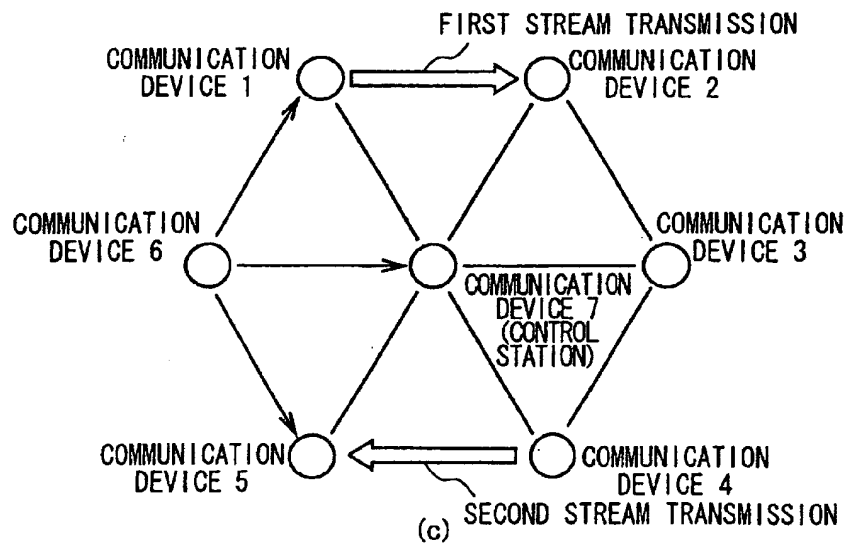 FIRST STREAM TRANSMISSION
COMMUNICATION
DEVICE 1
COMMUNICATION
DEVICE 2
COMMUNICATION
DEVICE 6
COMMUNICATION
DEVICE 3
COMMUNICATION
DEVICE 7
(CONTROL
STATION)
COMMUNICATION
DEVICE 5
COMMUNICATION
DEVICE 4
SECOND STREAM TRANSMISSION
(c)